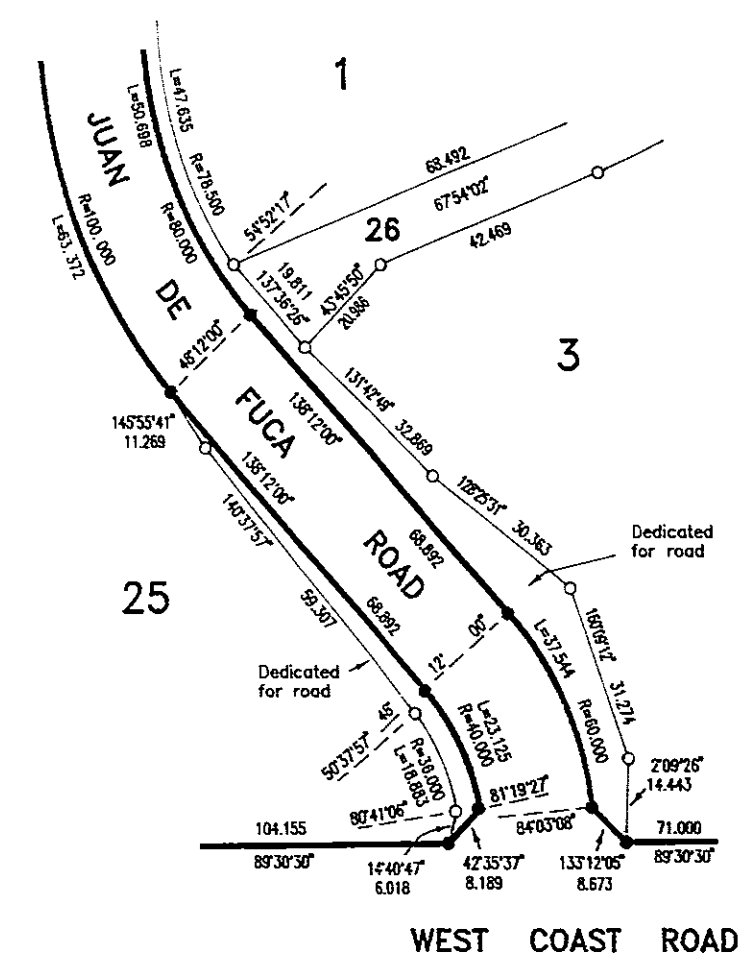 1
L=47.635
L=50.698
JUAN
R=78.500
63.492
R=100.000
67°54'02"
54°52'17"
R=80.000
26
L=63.372
42.469
19.811
43°45'50"
137°36'26"
DE
20.986
48°12'00"
3
131°42'49"
138°12'00"
FUCA
145°55'41"
11.269
32.869
138°12'00"
128°25'31"
140°37'57"
30.363
Dedicated
for road
68.892
ROAD
25
59.307
68.892
160°09'12"
L=37.544
12' 00"
31.274
Dedicated
for road
45°
R=60.000
50°37'57"
L=23.125
R=40.000
R=36.000
L=18.883
2°09'26"
14.443
81°19'27"
80°41'06"
84°03'08"
104.155
71.000
89°30'30"
14°40'47"
6.018
42°35'37"
8.189
133°12'05"
8.673
89°30'30"
WEST COAST ROAD